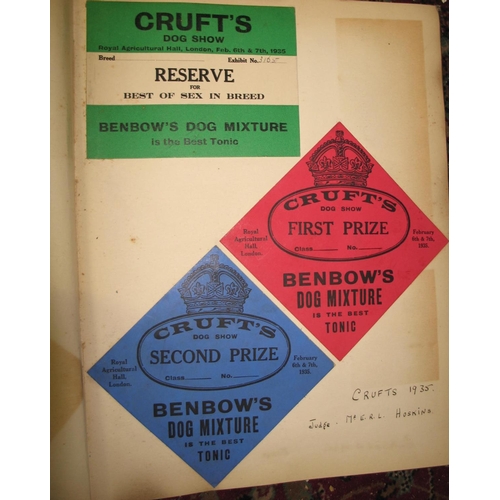 CRUFT'S
DOG SHOW
Royal Agricultural Hall, London, Feb. 6th & 7th, 1935
Breed Exhibit No.
RESERVE
FOR
BEST OF SEX IN BREED
BENBOW'S DOG MIXTURE
is the Best Tonic
CRUFT'S
DOG SHOW
FIRST PRIZE
Class No.
Royal
Agricultural
Hall,
London.
February
6th & 7th,
1935.
BENBOW'S
DOG MIXTURE
IS THE BEST
TONIC
CRUFT'S
DOG SHOW
SECOND PRIZE
Class No.
Royal
Agricultural
Hall,
London.
February
6th & 7th,
1935.
BENBOW'S
DOG MIXTURE
IS THE BEST
TONIC
CRUFTS 1935.
Judge. Mr. HOSKING.